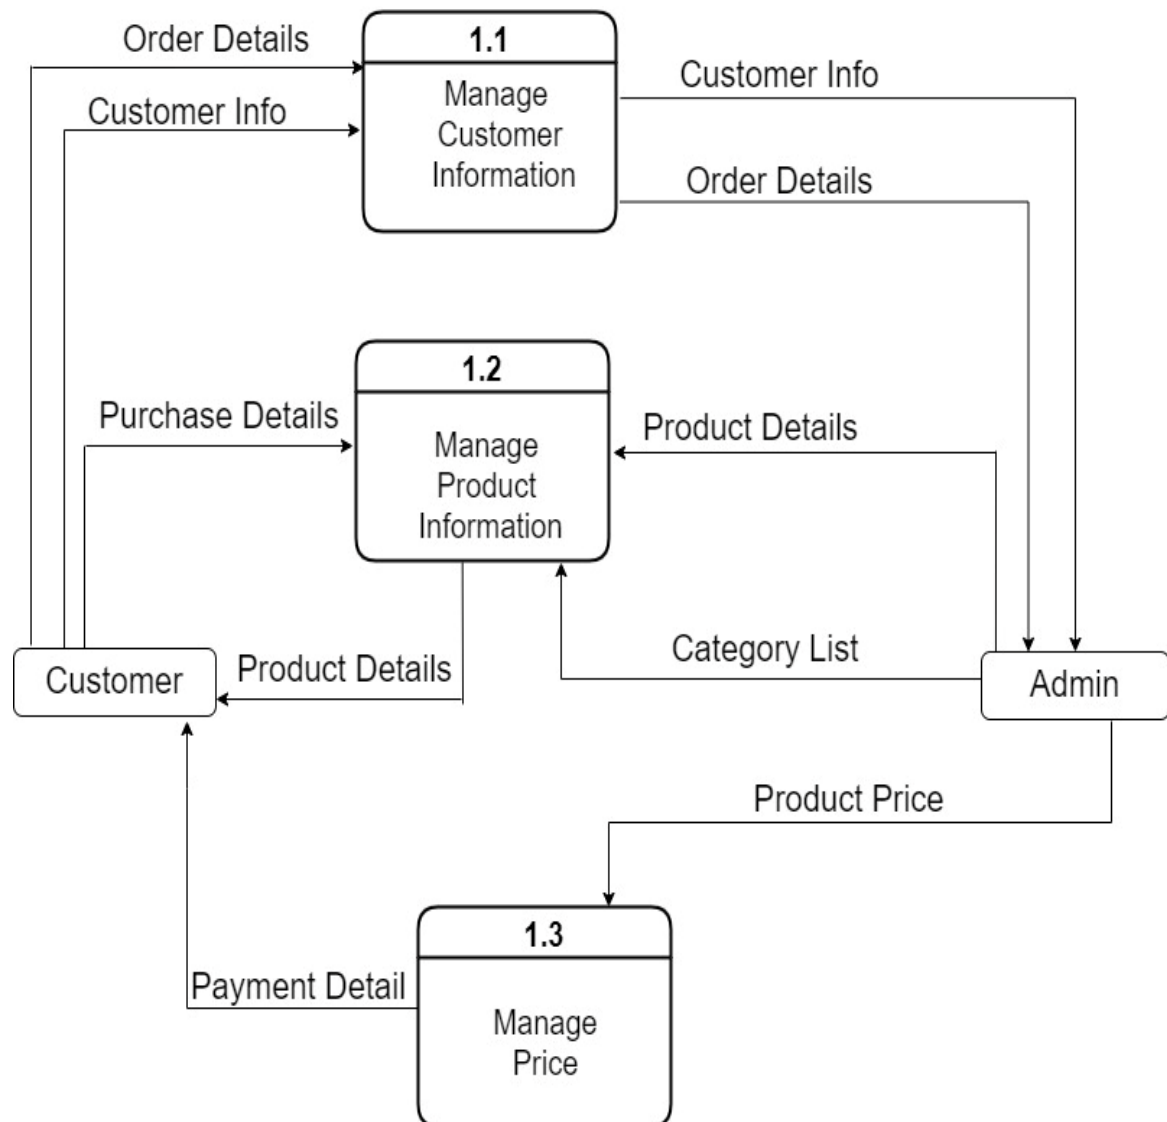 Order Details
1.1
Customer Info
Customer Info
Manage
Customer
Information
Order Details
1.2
Purchase Details
Product Details
Manage
Product
Information
Customer
Product Details
Category List
Admin
Product Price
1.3
Payment Detail
Manage
Price